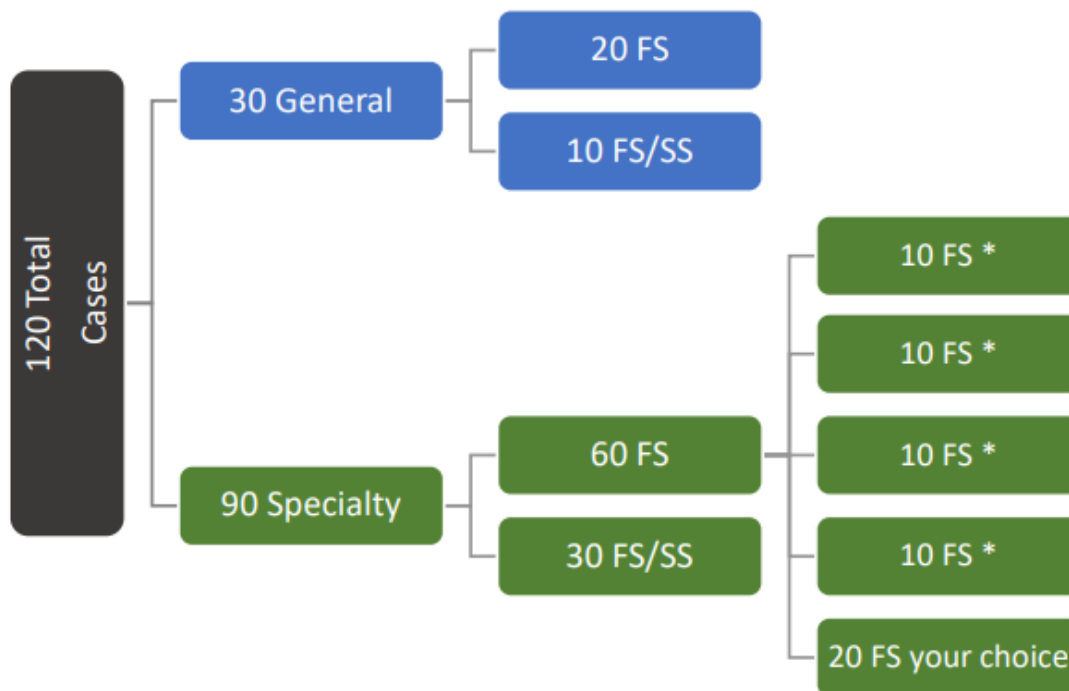 120 Total
Cases
30 General
20 FS
10 FS/SS
90 Specialty
60 FS
30 FS/SS
10 FS *
10 FS *
10 FS *
10 FS *
20 FS your choice